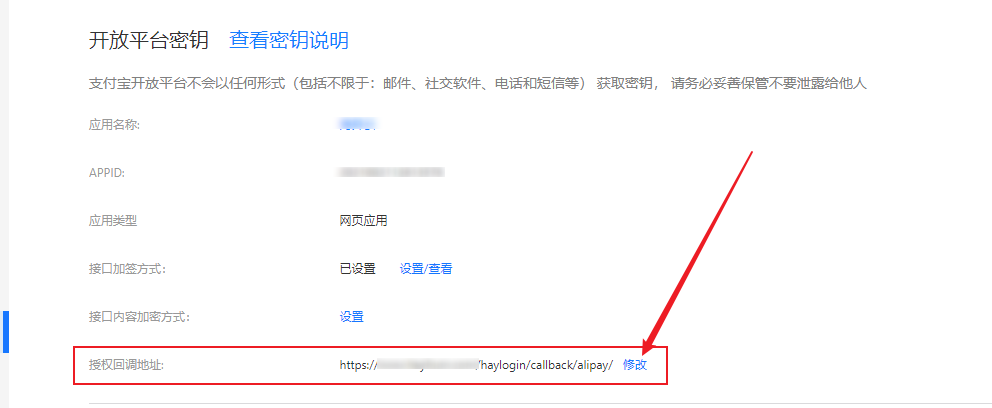 开放平台密钥 查看密钥说明
支付宝开放平台不会以任何形式（包括不限于：邮件、社交软件、电话和短信等） 获取密钥， 请务必妥善保管不要泄露给他人
应用名称:
APPID:
应用类型 网页应用
接口加签方式: 已设置 设置/查看
接口内容加密方式: 设置
授权回调地址: https:// /haylogin/callback/alipay/ 修改